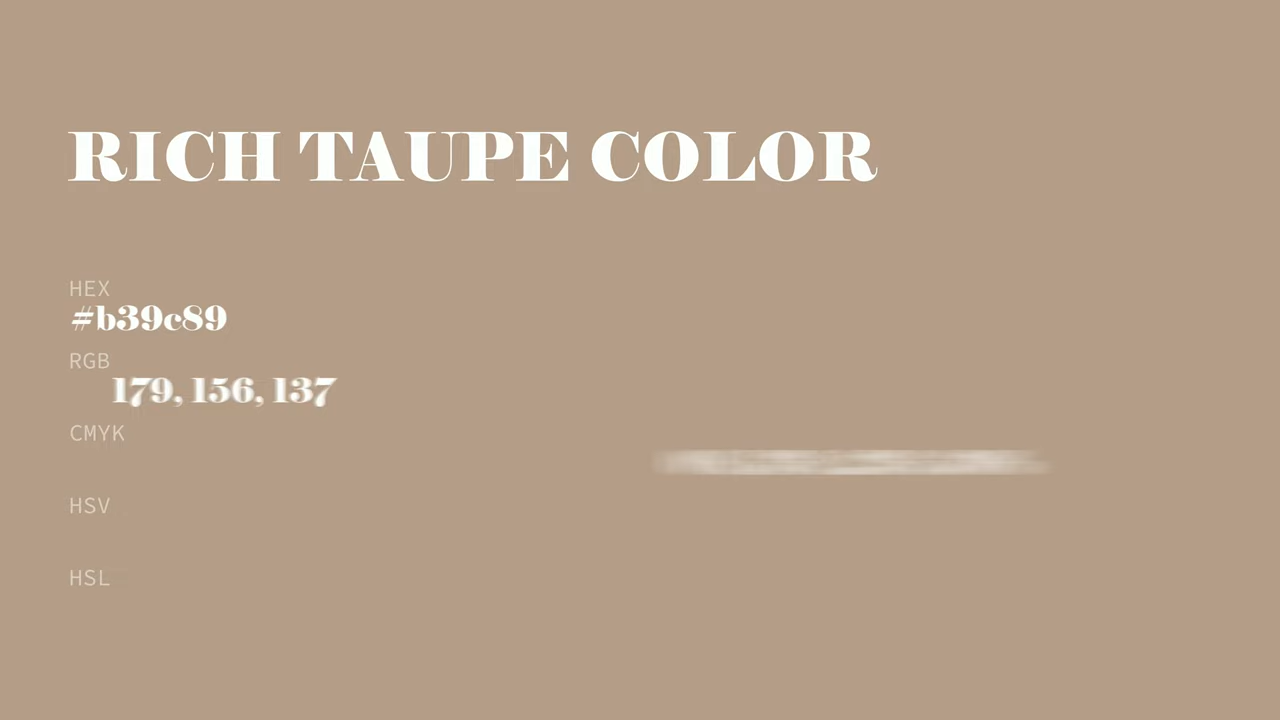 RICH TAUPE COLOR
HEX
#b39c89
RGB
179, 156, 137
CMYK
HSV
HSL